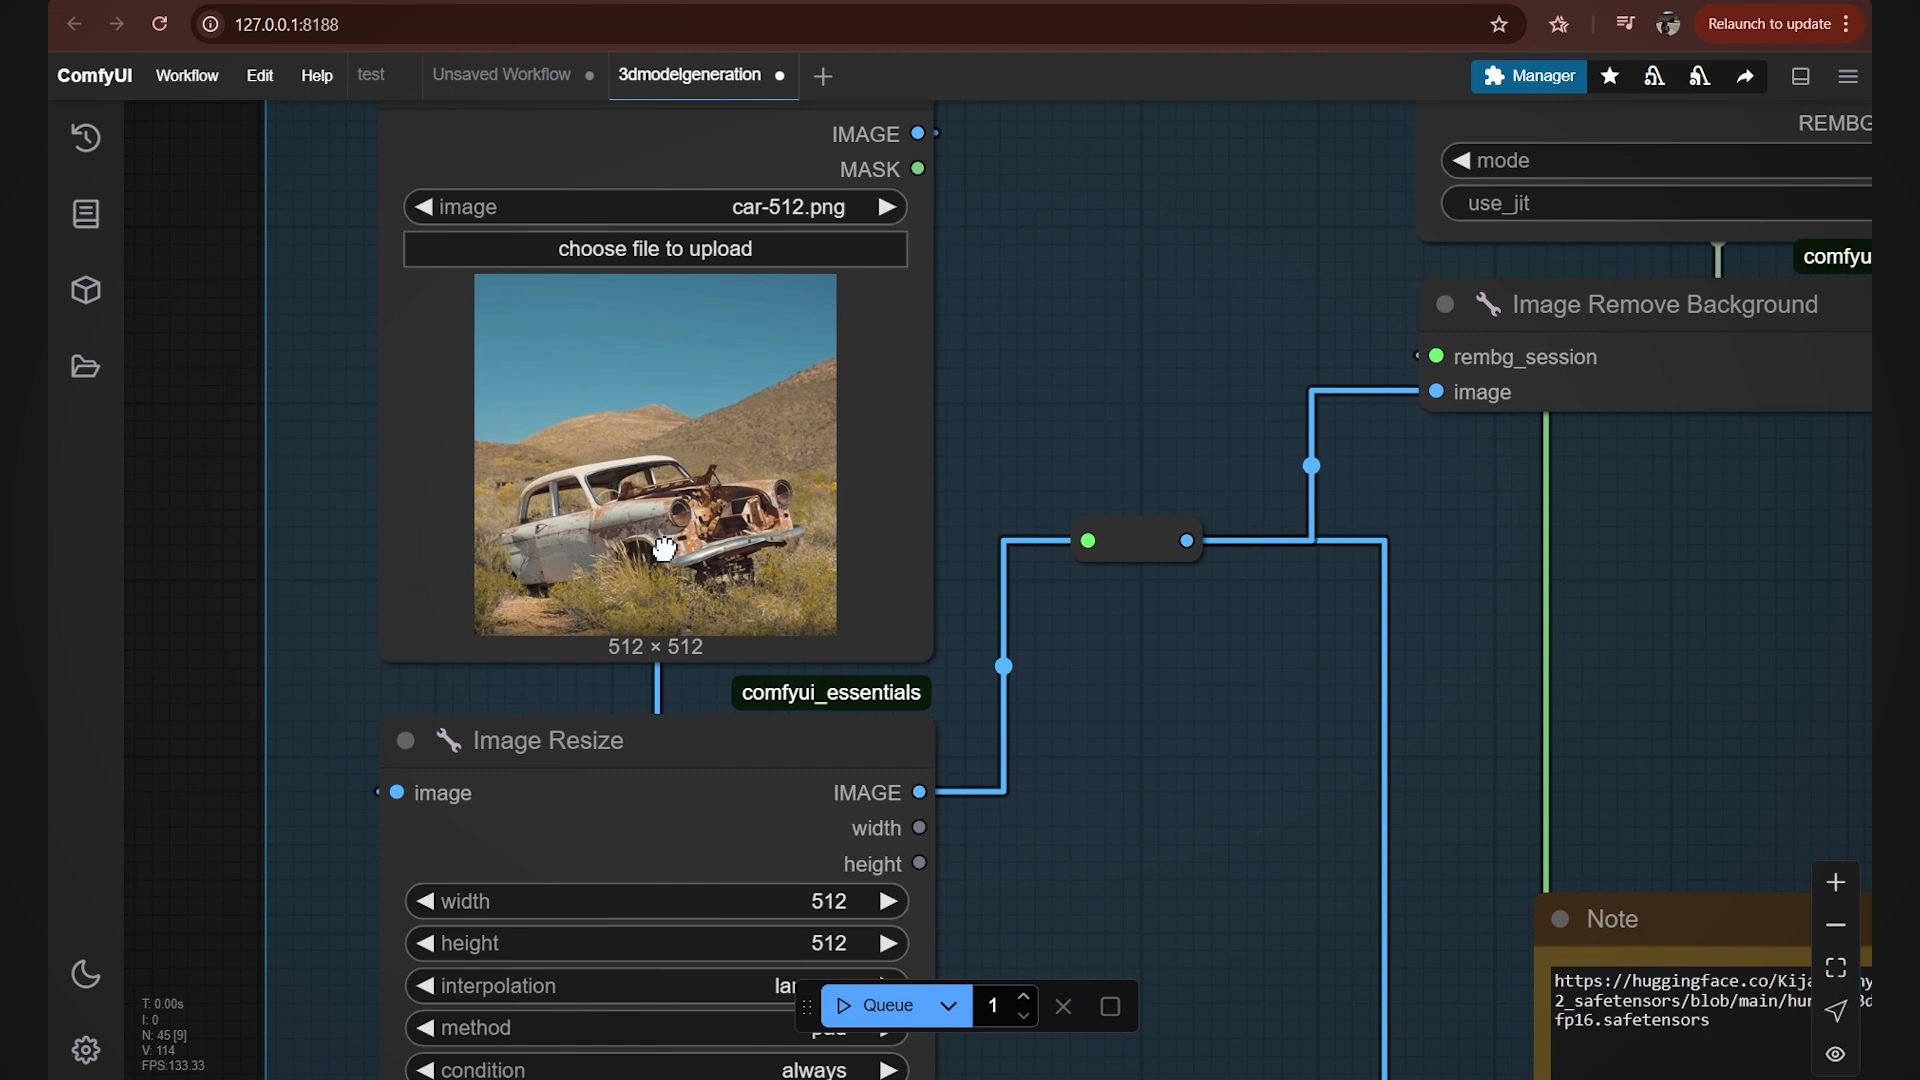 127.0.0.1:8188
Relaunch to update
ComfyUI
Workflow
Edit
Help
test
Unsaved Workflow
3dmodelgeneration
Manager
IMAGE
MASK
image
car-512.png
choose file to upload
512 × 512
comfyui_essentials
Image Resize
image
IMAGE
width
height
width
512
height
512
interpolation
method
condition
always
REMBG
mode
use_jit
comfyu
Image Remove Background
rembg_session
image
Note
https://huggingface.co/Kija
2_safetensors/blob/main/hun
fp16.safetensors
Queue
1
T: 0.00s
I: 0
N: 45 [9]
V: 114
FPS:133.33